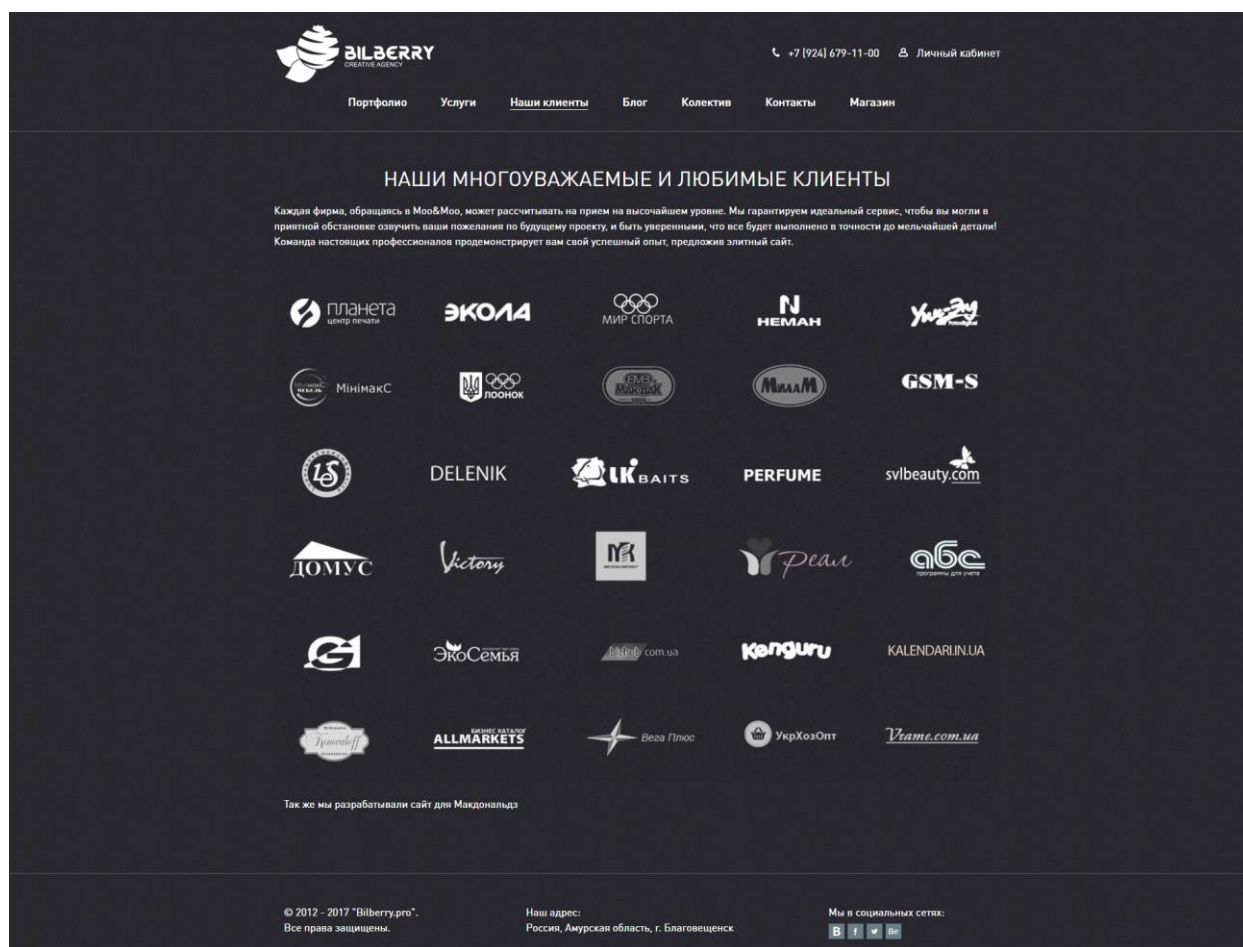 BILBERRY
CREATIVE AGENCY
+7 (924) 679-11-00 Личный кабинет
Портфолио Услуги Наши клиенты Блог Колектив Контакты Магазин
НАШИ МНОГОУВАЖАЕМЫЕ И ЛЮБИМЫЕ КЛИЕНТЫ
Каждая фирма, обращаясь в Moo&Moo, может рассчитывать на прием на высочайшем уровне. Мы гарантируем идеальный сервис, чтобы вы могли в
приятной обстановке озвучить ваши пожелания по будущему проекту, и быть уверенными, что все будет выполнено в точности до мельчайшей детали!
Команда настоящих профессионалов продемонстрирует вам свой успешный опыт, предложив элитный сайт.
планета
центр печати
ЭКОЛА
МИР СПОРТА
N
НЕМАН
МінімакС
ЛООНОК
МилаМ
GSM-S
LS
DELENIK
LK BAITS
PERFUME
svlbeauty.com
ДОМУС
Victory
МК
Реал
абс
программы для учета
G
ЭкоСемья
com.ua
Kenguru
KALENDARI.IN.UA
БИЗНЕС КАТАЛОГ
ALLMARKETS
Вега Плюс
УкрХозОпт
Vrame.com.ua
Так же мы разрабатывали сайт для Макдональдз
© 2012 - 2017 "Bilberry.pro".
Все права защищены.
Наш адрес:
Россия, Амурская область, г. Благовещенск
Мы в социальных сетях:
B f Be